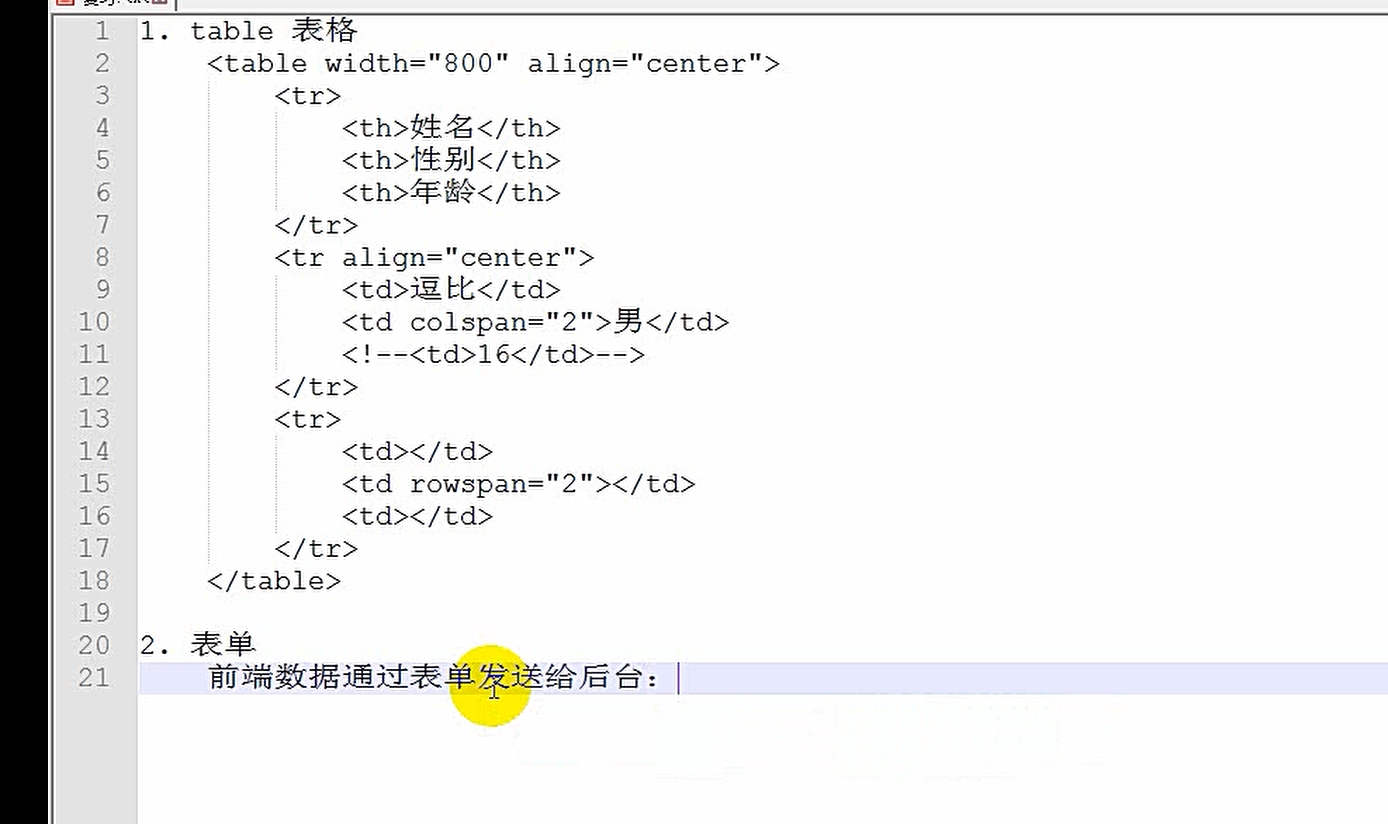 1 1. table 表格
2 <table width="800" align="center">
3 <tr>
4 <th>姓名</th>
5 <th>性别</th>
6 <th>年龄</th>
7 </tr>
8 <tr align="center">
9 <td>逗比</td>
10 <td colspan="2">男</td>
11 <!--<td>16</td>-->
12 </tr>
13 <tr>
14 <td></td>
15 <td rowspan="2"></td>
16 <td></td>
17 </tr>
18 </table>
19
20 2. 表单
21 前端数据通过表单发送给后台：